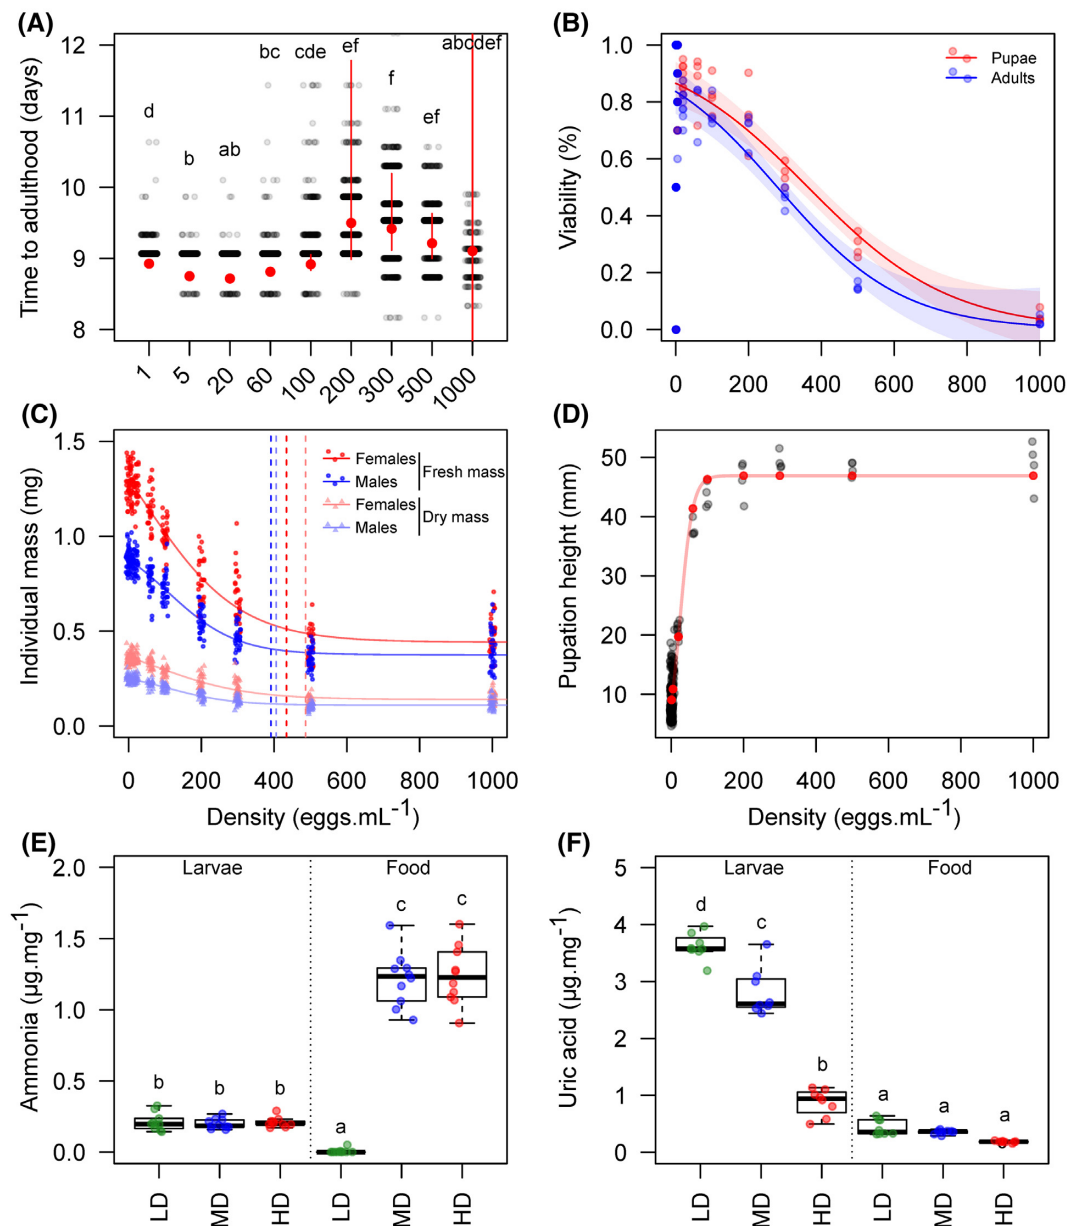 (A)
Time to adulthood (days)
12
11
10
9
8
d
b
ab
bc
cde
ef
f
ef
abcdef
1
5
20
60
100
200
300
500
1000
(B)
Viability (%)
1.0
0.8
0.6
0.4
0.2
0.0
Pupae
Adults
0
200
400
600
800
1000
(C)
Individual mass (mg)
1.5
1.0
0.5
0.0
Females
Males
Fresh mass
Females
Males
Dry mass
0
200
400
600
800
1000
Density (eggs.mL⁻¹)
(D)
Pupation height (mm)
50
40
30
20
10
0
200
400
600
800
1000
Density (eggs.mL⁻¹)
(E)
Ammonia (µg.mg⁻¹)
2.0
1.5
1.0
0.5
0.0
Larvae
Food
b
b
b
a
c
c
LD
MD
HD
LD
MD
HD
(F)
Uric acid (µg.mg⁻¹)
5
4
3
2
1
0
Larvae
Food
d
c
b
a
a
a
LD
MD
HD
LD
MD
HD